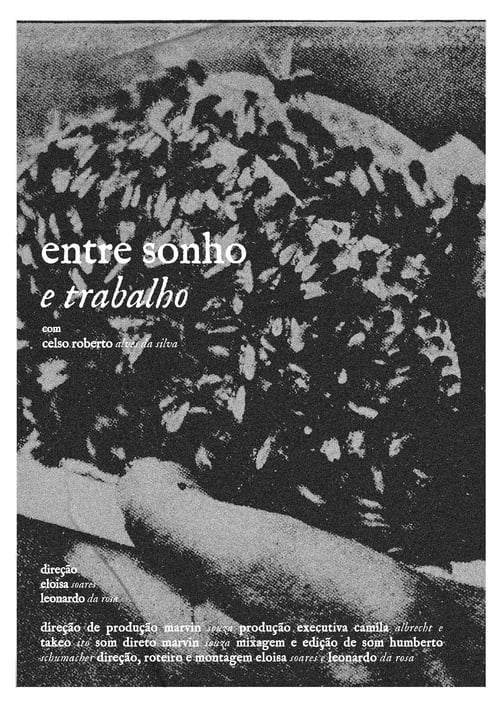 entre sonho
e trabalho
com
celso roberto alves da silva
direção
eloisa soares
leonardo da rosa
direção de produção marvin souza produção executiva camila albrecht e
takeo ito som direto marvin souza mixagem e edição de som humberto
schumacher direção, roteiro e montagem eloisa soares e leonardo da rosa